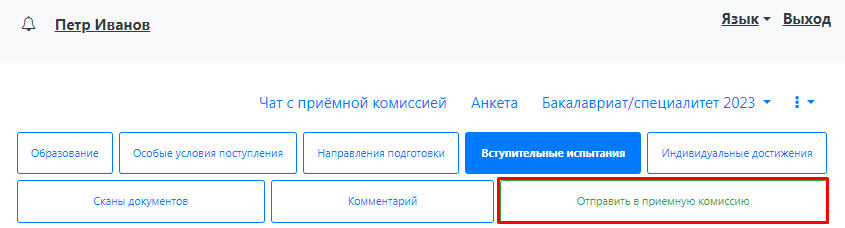 Петр Иванов
Язык Выход
Чат с приёмной комиссией Анкета Бакалавриат/специалитет 2023
Образование Особые условия поступления Направления подготовки Вступительные испытания Индивидуальные достижения
Сканы документов Комментарий Отправить в приемную комиссию